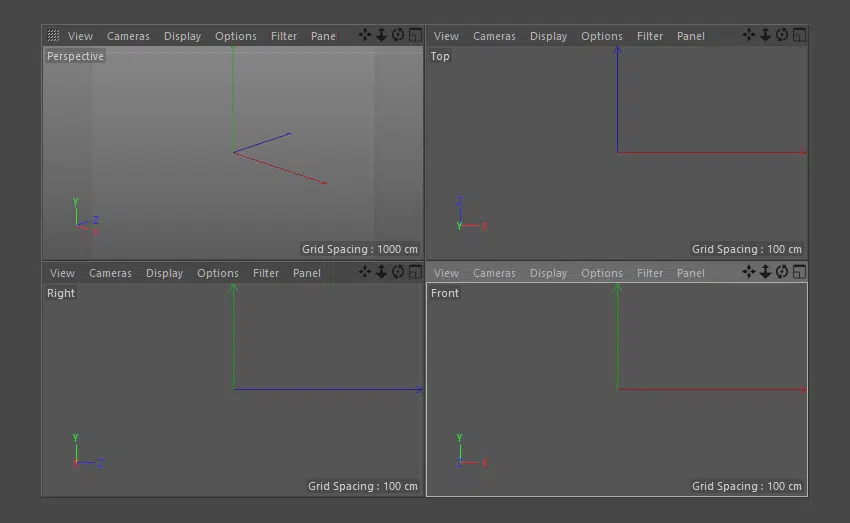 View Cameras Display Options Filter Pane
Perspective
Y
Z
X
Grid Spacing : 1000 cm
View Cameras Display Options Filter Panel
Top
Z
Y X
Grid Spacing : 100 cm
View Cameras Display Options Filter Panel
Right
Y
X Z
Grid Spacing : 100 cm
View Cameras Display Options Filter Panel
Front
Y
Z X
Grid Spacing : 100 cm